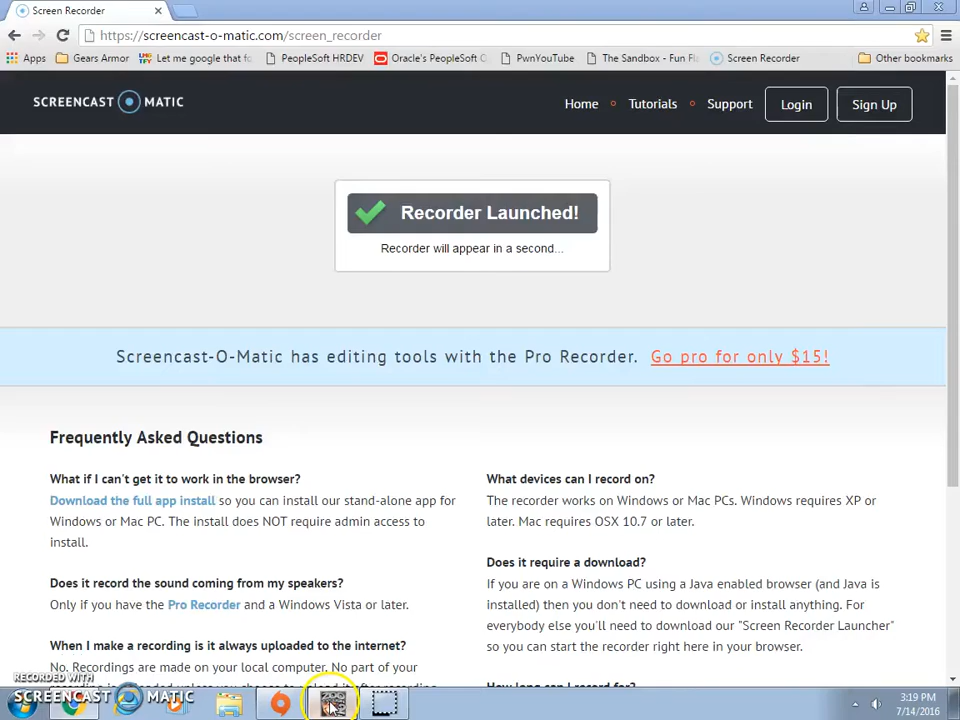 Screen Recorder
https://screencast-o-matic.com/screen_recorder
Apps Gears Armor Let me google that fo PeopleSoft HRDEV Oracle's PeopleSoft O PwnYouTube The Sandbox - Fun Fl Screen Recorder Other bookmarks
SCREENCAST MATIC Home Tutorials Support Login Sign Up
Recorder Launched!
Recorder will appear in a second...
Screencast-O-Matic has editing tools with the Pro Recorder. Go pro for only $15!
Frequently Asked Questions
What if I can't get it to work in the browser?
Download the full app install so you can install our stand-alone app for
Windows or Mac PC. The install does NOT require admin access to
install.
Does it record the sound coming from my speakers?
Only if you have the Pro Recorder and a Windows Vista or later.
When I make a recording is it always uploaded to the internet?
No. Recordings are made on your local computer. No part of your
What devices can I record on?
The recorder works on Windows or Mac PCs. Windows requires XP or
later. Mac requires OSX 10.7 or later.
Does it require a download?
If you are on a Windows PC using a Java enabled browser (and Java is
installed) then you don't need to download or install anything. For
everybody else you'll need to download our "Screen Recorder Launcher"
so you can start the recorder right here in your browser.
How long can I record for?
RECORDED WITH
SCREENCAST MATIC
3:19 PM
7/14/2016